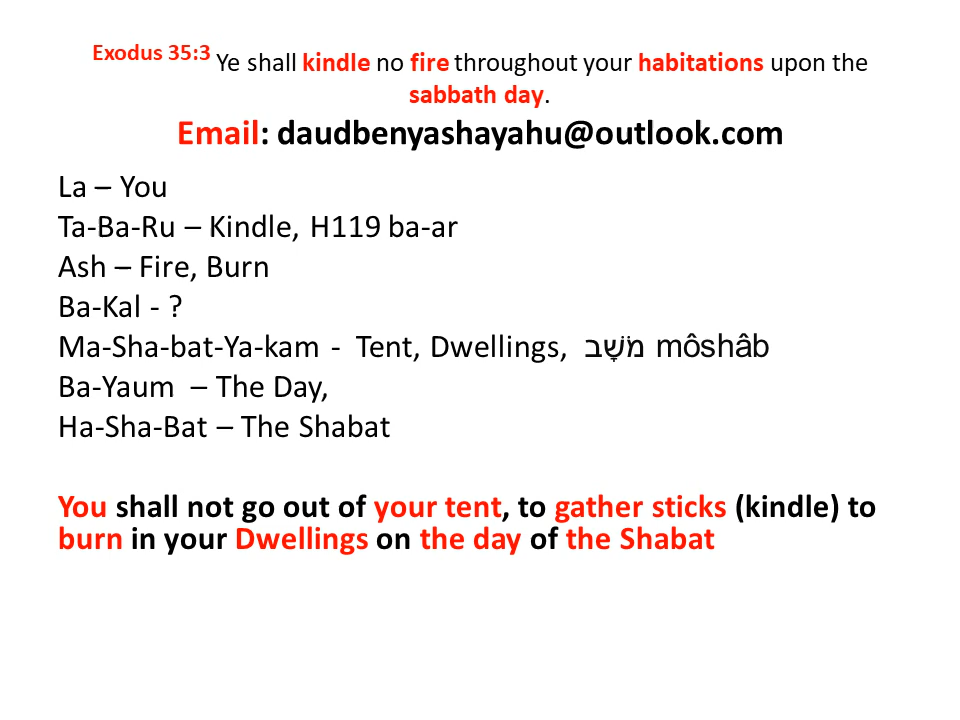 Exodus 35:3 Ye shall kindle no fire throughout your habitations upon the
sabbath day.
Email: daudbenyashayahu@outlook.com
La – You
Ta-Ba-Ru – Kindle, H119 ba-ar
Ash – Fire, Burn
Ba-Kal - ?
Ma-Sha-bat-Ya-kam - Tent, Dwellings, מֹשָׁב môshâb
Ba-Yaum – The Day,
Ha-Sha-Bat – The Shabat
You shall not go out of your tent, to gather sticks (kindle) to
burn in your Dwellings on the day of the Shabat